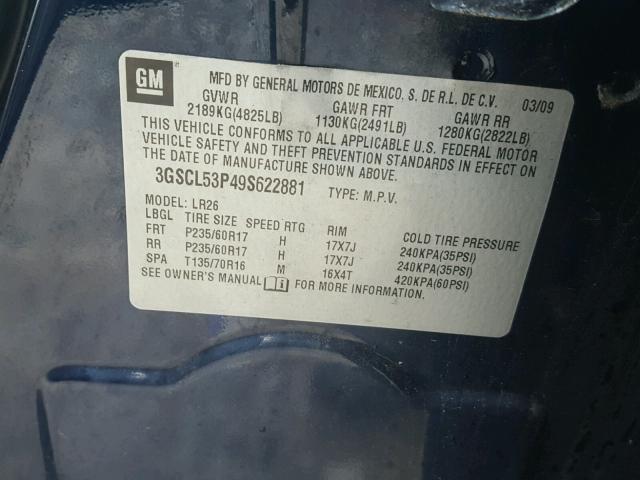 GM
MFD BY GENERAL MOTORS DE MEXICO. S. DE R.L. DE C.V. 03/09
GVWR GAWR FRT GAWR RR
2189KG(4825LB) 1130KG(2491LB) 1280KG(2822LB)
THIS VEHICLE CONFORMS TO ALL APPLICABLE U.S. FEDERAL MOTOR
VEHICLE SAFETY AND THEFT PREVENTION STANDARDS IN EFFECT ON
THE DATE OF MANUFACTURE SHOWN ABOVE.
3GSCL53P49S622881 TYPE: M.P.V.
MODEL: LR26
LBGL TIRE SIZE SPEED RTG RIM COLD TIRE PRESSURE
FRT P235/60R17 H 17X7J 240KPA(35PSI)
RR P235/60R17 H 17X7J 240KPA(35PSI)
SPA T135/70R16 M 16X4T 420KPA(60PSI)
SEE OWNER'S MANUAL FOR MORE INFORMATION.